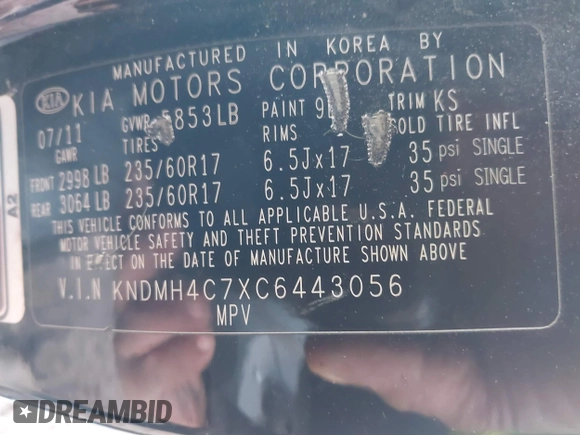 MANUFACTURED IN KOREA BY
KIA KIA MOTORS CORPORATION
07/11 GVWR 5853LB PAINT TRIM KS
GAWR TIRES RIMS COLD TIRE INFL
FRONT 2998 LB 235/60R17 6.5Jx17 35 psi SINGLE
REAR 3064 LB 235/60R17 6.5Jx17 35 psi SINGLE
THIS VEHICLE CONFORMS TO ALL APPLICABLE U.S.A. FEDERAL
MOTOR VEHICLE SAFETY AND THEFT PREVENTION STANDARDS
IN EFFECT ON THE DATE OF MANUFACTURE SHOWN ABOVE
V.I.N KNDMH4C7XC6443056
MPV
A2
DREAMBID